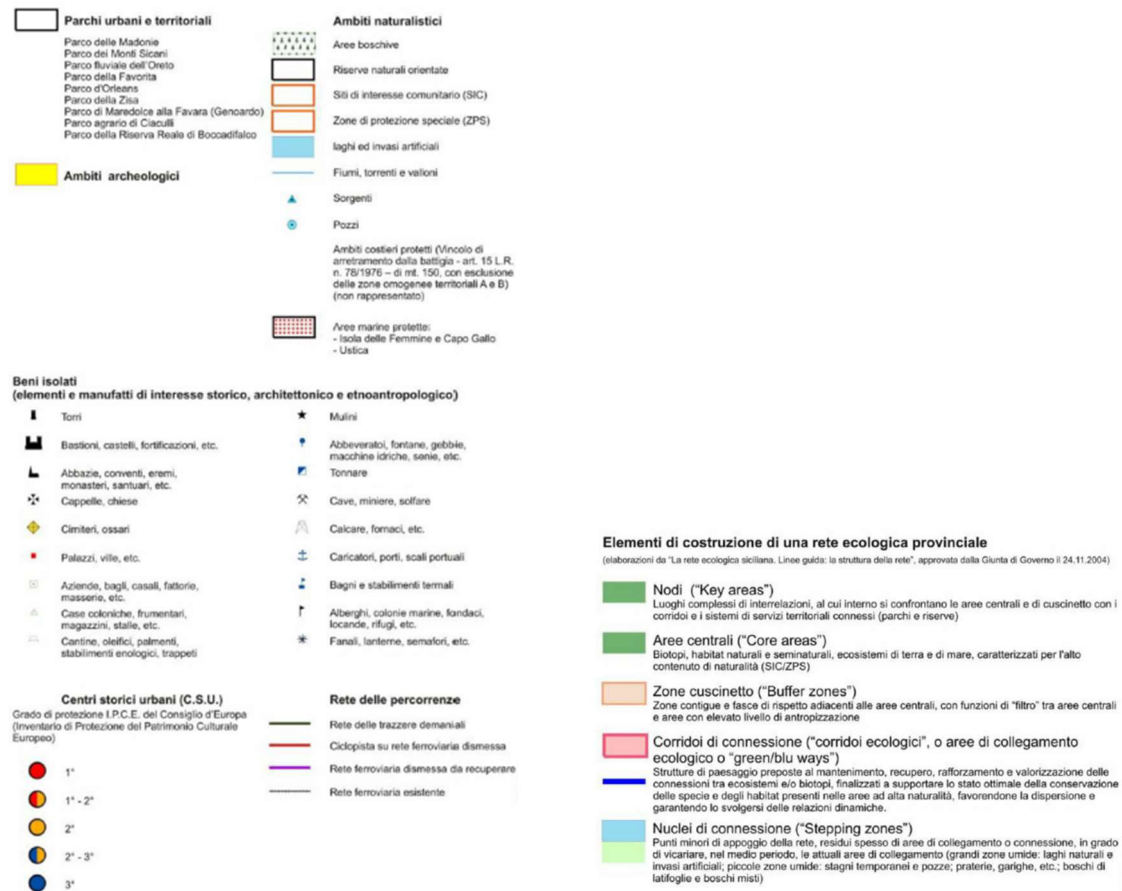 Parchi urbani e territoriali
Parco delle Madonie
Parco dei Monti Sicani
Parco fluviale dell'Oreto
Parco della Favorita
Parco d'Orleans
Parco della Zisa
Parco di Maredolce alla Favara (Genoardo)
Parco agrario di Ciaculli
Parco della Riserva Reale di Boccadifalco
Ambiti archeologici
Ambiti naturalistici
Aree boschive
Riserve naturali orientate
Siti di interesse comunitario (SIC)
Zone di protezione speciale (ZPS)
laghi ed invasi artificiali
Fiumi, torrenti e valloni
Sorgenti
Pozzi
Ambiti costieri protetti (Vincolo di
arretramento dalla battigia - art. 15 L.R.
n. 78/1976 – di mt. 150, con esclusione
delle zone omogenee territoriali A e B)
(non rappresentato)
Aree marine protette:
- Isola delle Femmine e Capo Gallo
- Ustica
Beni isolati
(elementi e manufatti di interesse storico, architettonico e etnoantropologico)
Torri
Bastioni, castelli, fortificazioni, etc.
Abbazie, conventi, eremi,
monasteri, santuari, etc.
Cappelle, chiese
Cimiteri, ossari
Palazzi, ville, etc.
Aziende, bagli, casali, fattorie,
masserie, etc.
Case coloniche, frumentari,
magazzini, stalle, etc.
Cantine, oleifici, palmenti,
stabilimenti enologici, trappeti
Mulini
Abbeveratoi, fontane, gebbie,
macchine idriche, senie, etc.
Tonnare
Cave, miniere, solfare
Calcare, fornaci, etc.
Caricatori, porti, scali portuali
Bagni e stabilimenti termali
Alberghi, colonie marine, fondaci,
locande, rifugi, etc.
Fanali, lanterne, semafori, etc.
Centri storici urbani (C.S.U.)
Grado di protezione I.P.C.E. del Consiglio d'Europa
(Inventario di Protezione del Patrimonio Culturale
Europeo)
1°
1° - 2°
2°
2° - 3°
3°
Rete delle percorrenze
Rete delle trazzere demaniali
Ciclopista su rete ferroviaria dismessa
Rete ferroviaria dismessa da recuperare
Rete ferroviaria esistente
Elementi di costruzione di una rete ecologica provinciale
(elaborazioni da "La rete ecologica siciliana. Linee guida: la struttura della rete", approvata dalla Giunta di Governo il 24.11.2004)
Nodi ("Key areas")
Luoghi complessi di interrelazioni, al cui interno si confrontano le aree centrali e di cuscinetto con i
corridoi e i sistemi di servizi territoriali connessi (parchi e riserve)
Aree centrali ("Core areas")
Biotopi, habitat naturali e seminaturali, ecosistemi di terra e di mare, caratterizzati per l'alto
contenuto di naturalità (SIC/ZPS)
Zone cuscinetto ("Buffer zones")
Zone contigue e fasce di rispetto adiacenti alle aree centrali, con funzioni di "filtro" tra aree centrali
e aree con elevato livello di antropizzazione
Corridoi di connessione ("corridoi ecologici", o aree di collegamento
ecologico o "green/blu ways")
Strutture di paesaggio preposte al mantenimento, recupero, rafforzamento e valorizzazione delle
connessioni tra ecosistemi e/o biotopi, finalizzati a supportare lo stato ottimale della conservazione
delle specie e degli habitat presenti nelle aree ad alta naturalità, favorendone la dispersione e
garantendo lo svolgersi delle relazioni dinamiche.
Nuclei di connessione ("Stepping zones")
Punti minori di appoggio della rete, residui spesso di aree di collegamento o connessione, in grado
di vicariare, nel medio periodo, le attuali aree di collegamento (grandi zone umide: laghi naturali e
invasi artificiali; piccole zone umide: stagni temporanei e pozze; praterie, garighe, etc.; boschi di
latifoglie e boschi misti)